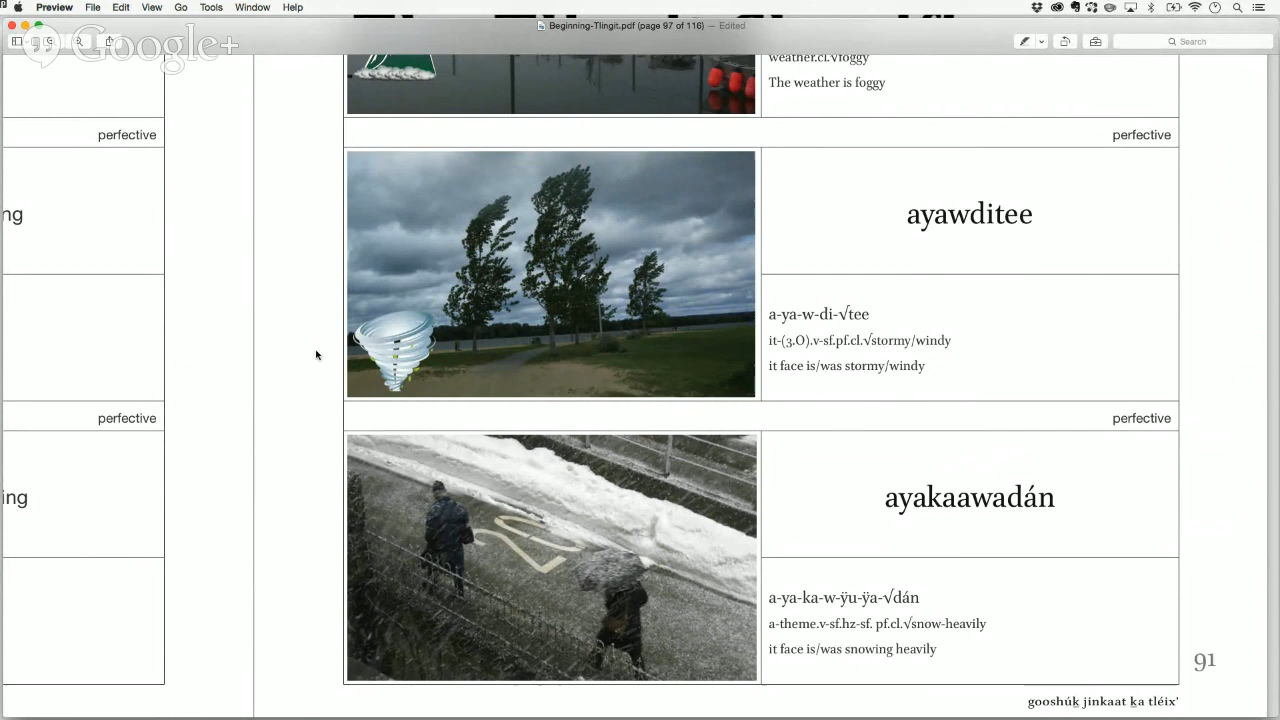 Preview File Edit View Go Tools Window Help
Beginning-Tlingit.pdf (page 97 of 116) — Edited
Google+
Search
weather.cl.√foggy
The weather is foggy
perfective
perfective
ng
ayawditee
a-ya-w-di-√tee
it-(3.O).v-sf.pf.cl.√stormy/windy
it face is/was stormy/windy
perfective
perfective
ing
20
ayakaawadán
a-ya-ka-w-ÿu-ÿa-√dán
a-theme.v-sf.hz-sf. pf.cl.√snow-heavily
it face is/was snowing heavily
91
gooshúḵ jinkaat ḵa tléix'